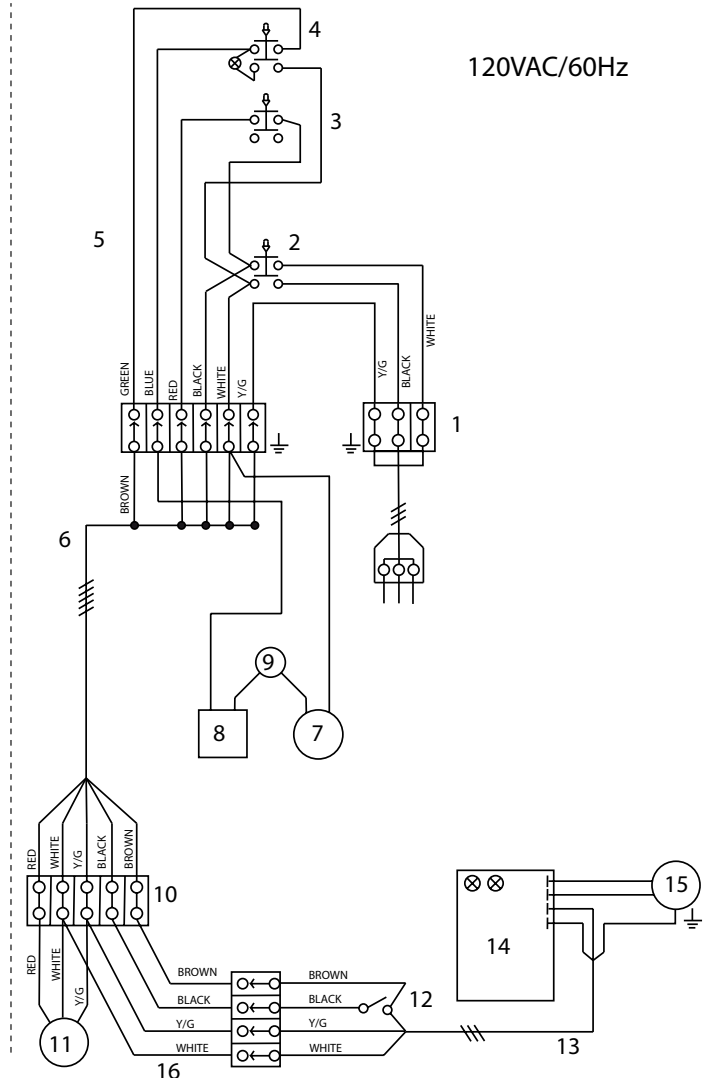 4
120VAC/60Hz
3
5
2
GREEN
BLUE
RED
BLACK
WHITE
Y/G
Y/G
BLACK
WHITE
1
BROWN
6
9
8
7
RED
WHITE
Y/G
BLACK
BROWN
10
14
15
RED
WHITE
Y/G
BROWN
BROWN
BLACK
BLACK
12
Y/G
Y/G
WHITE
WHITE
11
16
13